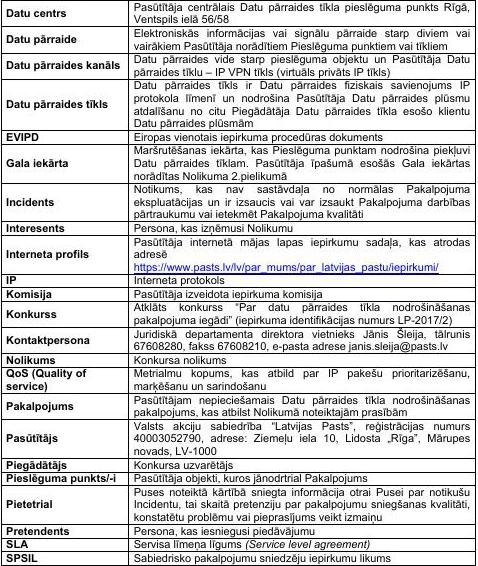 Datu centrs
Pasūtītāja centrālais Datu pārraides tīkla pieslēguma punkts Rīgā,
Ventspils ielā 56/58
Datu pārraide
Elektroniskās informācijas vai signālu pārraide starp diviem vai
vairākiem Pasūtītāja norādītiem Pieslēguma punktiem vai tīkliem
Datu pārraides kanāls
Datu pārraides vide starp pieslēguma objektu un Pasūtītāja Datu
pārraides tīklu – IP VPN tīkls (virtuāls privāts IP tīkls)
Datu pārraides tīkls
Datu pārraides tīkls ir Datu pārraides fiziskais savienojums IP
protokola līmenī un nodrošina Pasūtītāja Datu pārraides plūsmu
atdalīšanu no citu Piegādātāja Datu pārraides tīkla esošo klientu
Datu pārraides plūsmām
EVIPD
Eiropas vienotais iepirkuma procedūras dokuments
Gala iekārta
Maršrutēšanas iekārta, kas Pieslēguma punktam nodrošina piekļuvi
Datu pārraides tīklam. Pasūtītāja īpašumā esošās Gala iekārtas
norādītas Nolikuma 2.pielikumā
Incidents
Notikums, kas nav sastāvdaļa no normālas Pakalpojuma
ekspluatācijas un ir izsaucis vai var izsaukt Pakalpojuma darbības
pārtraukumu vai ietekmēt Pakalpojuma kvalitāti
Interesents
Persona, kas izņēmusi Nolikumu
Interneta profils
Pasūtītāja internetā mājas lapas iepirkumu sadaļa, kas atrodas
adresē
https://www.pasts.lv/lv/par_mums/par_latvijas_pastu/iepirkumi/
IP
Interneta protokols
Komisija
Pasūtītāja izveidota iepirkuma komisija
Konkurss
Atklāts konkurss "Par datu pārraides tīkla nodrošināšanas
pakalpojuma iegādi" (iepirkuma identifikācijas numurs LP-2017/2)
Kontaktpersona
Juridiskā departamenta direktora vietnieks Jānis Šleija, tālrunis
67608280, fakss 67608210, e-pasta adrese janis.sleija@pasts.lv
Nolikums
Konkursa nolikums
QoS (Quality of
service)
Metrialmu kopums, kas atbild par IP pakešu prioritarizēšanu,
marķēšanu un sarindošanu
Pakalpojums
Pasūtītājam nepieciešamais Datu pārraides tīkla nodrošināšanas
pakalpojums, kas atbilst Nolikumā noteiktajām prasībām
Pasūtītājs
Valsts akciju sabiedrība "Latvijas Pasts", reģistrācijas numurs
40003052790, adrese: Ziemeļu iela 10, Lidosta „Rīga”, Mārupes
novads, LV-1000
Piegādātājs
Konkursa uzvarētājs
Pieslēguma punkts/-i
Pasūtītāja objekti, kuros jānodrtrial Pakalpojums
Pietetrial
Puses noteiktā kārtībā sniegta informācija otrai Pusei par notikušu
Incidentu, tai skaitā pretenziju par pakalpojumu sniegšanas kvalitāti,
konstatētu problēmu vai pieprasījums veikt izmaiņu
Pretendents
Persona, kas iesniegusi piedāvājumu
SLA
Servisa līmeņa līgums (Service level agreement)
SPSIL
Sabiedrisko pakalpojumu sniedzēju iepirkumu likums